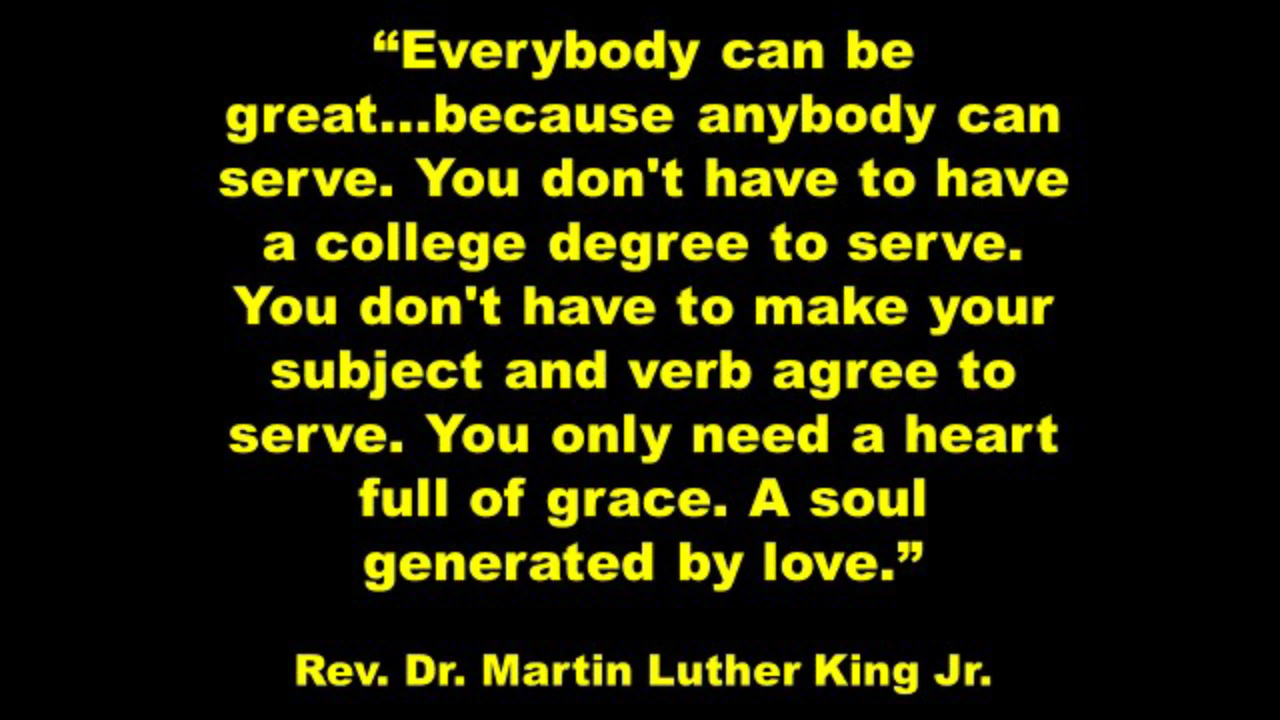 “Everybody can be
great...because anybody can
serve. You don't have to have
a college degree to serve.
You don't have to make your
subject and verb agree to
serve. You only need a heart
full of grace. A soul
generated by love.”
Rev. Dr. Martin Luther King Jr.